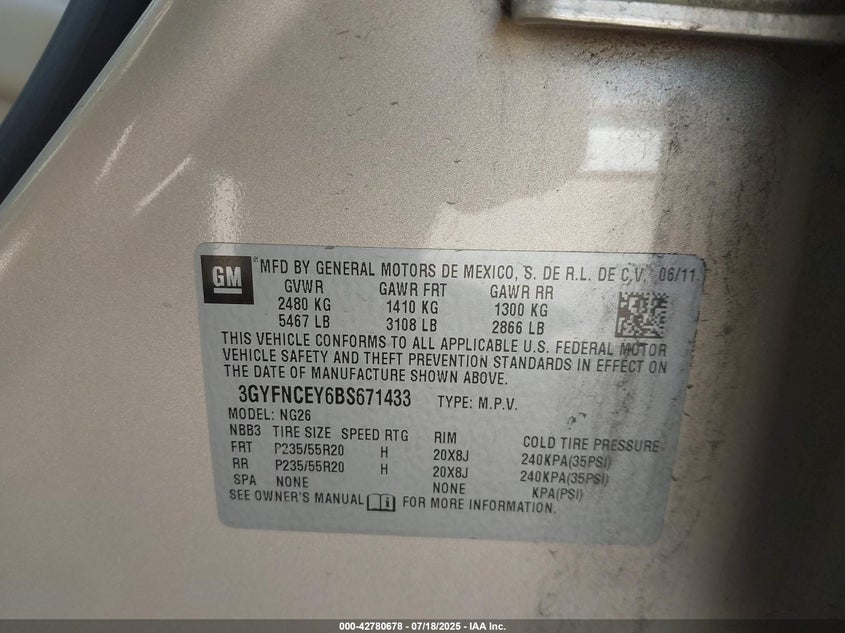 GM
MFD BY GENERAL MOTORS DE MEXICO, S. DE R.L. DE C.V. 06/11
GVWR GAWR FRT GAWR RR
2480 KG 1410 KG 1300 KG
5467 LB 3108 LB 2866 LB
THIS VEHICLE CONFORMS TO ALL APPLICABLE U.S. FEDERAL MOTOR
VEHICLE SAFETY AND THEFT PREVENTION STANDARDS IN EFFECT ON
THE DATE OF MANUFACTURE SHOWN ABOVE.
3GYFNCEY6BS671433 TYPE: M.P.V.
MODEL: NG26
NBB3 TIRE SIZE SPEED RTG RIM COLD TIRE PRESSURE
FRT P235/55R20 H 20X8J 240KPA(35PSI)
RR P235/55R20 H 20X8J 240KPA(35PSI)
SPA NONE NONE KPA(PSI)
SEE OWNER'S MANUAL FOR MORE INFORMATION.
000-42780678 - 07/18/2025 - IAA Inc.